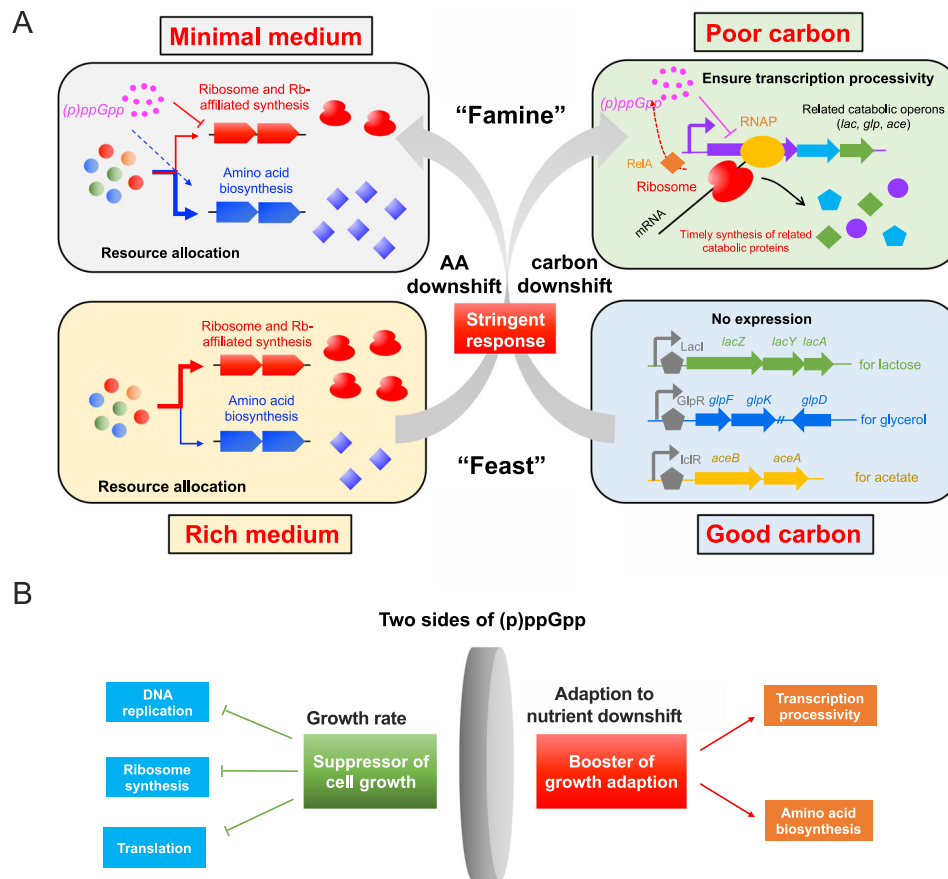 A
Minimal medium
(p)ppGpp
Ribosome and Rb-
affiliated synthesis
Amino acid
biosynthesis
Resource allocation
“Famine”
Poor carbon
Ensure transcription processivity
(p)ppGpp
RNAP
Related catabolic operons
(lac, glp, ace)
RelA
Ribosome
mRNA
Timely synthesis of related
catabolic proteins
AA
downshift
carbon
downshift
Stringent
response
Ribosome and Rb-
affiliated synthesis
Amino acid
biosynthesis
Resource allocation
Rich medium
“Feast”
No expression
LacI
lacZ
lacY
lacA
for lactose
GlpR
glpF
glpK
//
glpD
for glycerol
IclR
aceB
aceA
for acetate
Good carbon
B
Two sides of (p)ppGpp
DNA
replication
Ribosome
synthesis
Translation
Growth rate
Suppressor of
cell growth
Adaption to
nutrient downshift
Booster of
growth adaption
Transcription
processivity
Amino acid
biosynthesis